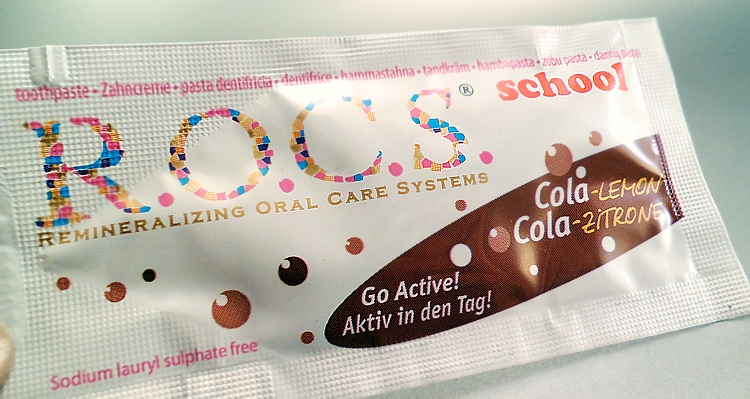 toothpaste • Zahncreme • pasta dentifricia • dentifrice • hammastahna • tandkräm • hambapasta • zobu pasta • dantų pasta
R.O.C.S.® school
REMINERALIZING ORAL CARE SYSTEMS
Cola-LEMON
Cola-ZITRONE
Go Active!
Aktiv in den Tag!
Sodium lauryl sulphate free